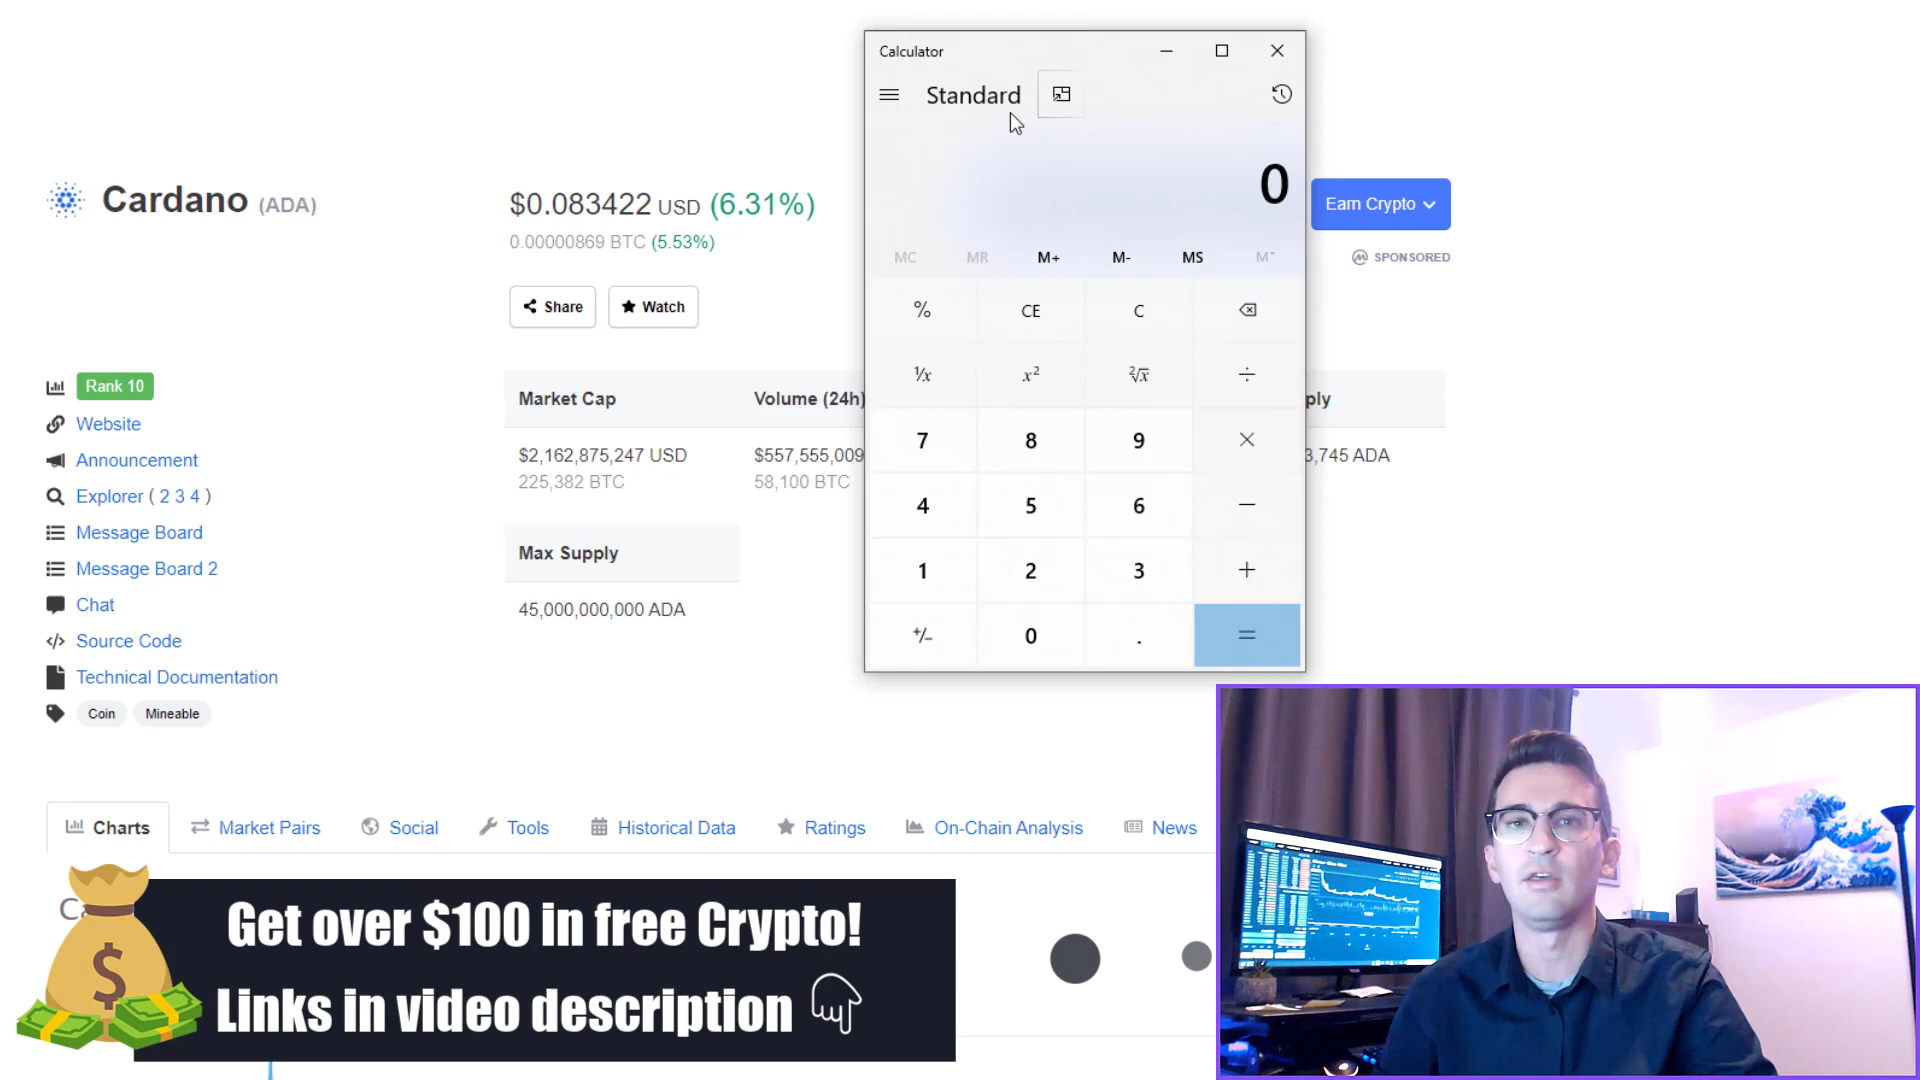 Calculator
Standard
0
MC MR M+ M- MS M˅
% CE C
⅟x x² ²√x ÷
7 8 9 ×
4 5 6 −
1 2 3 +
+/− 0 . =
Cardano (ADA)
$0.083422 USD (6.31%)
0.00000869 BTC (5.53%)
Share
Watch
Earn Crypto
SPONSORED
Rank 10
Website
Announcement
Explorer ( 2 3 4 )
Message Board
Message Board 2
Chat
Source Code
Technical Documentation
Coin Mineable
Market Cap
$2,162,875,247 USD
225,382 BTC
Volume (24h)
$557,555,009
58,100 BTC
ply
3,745 ADA
Max Supply
45,000,000,000 ADA
Charts
Market Pairs
Social
Tools
Historical Data
Ratings
On-Chain Analysis
News
C
Get over $100 in free Crypto!
Links in video description